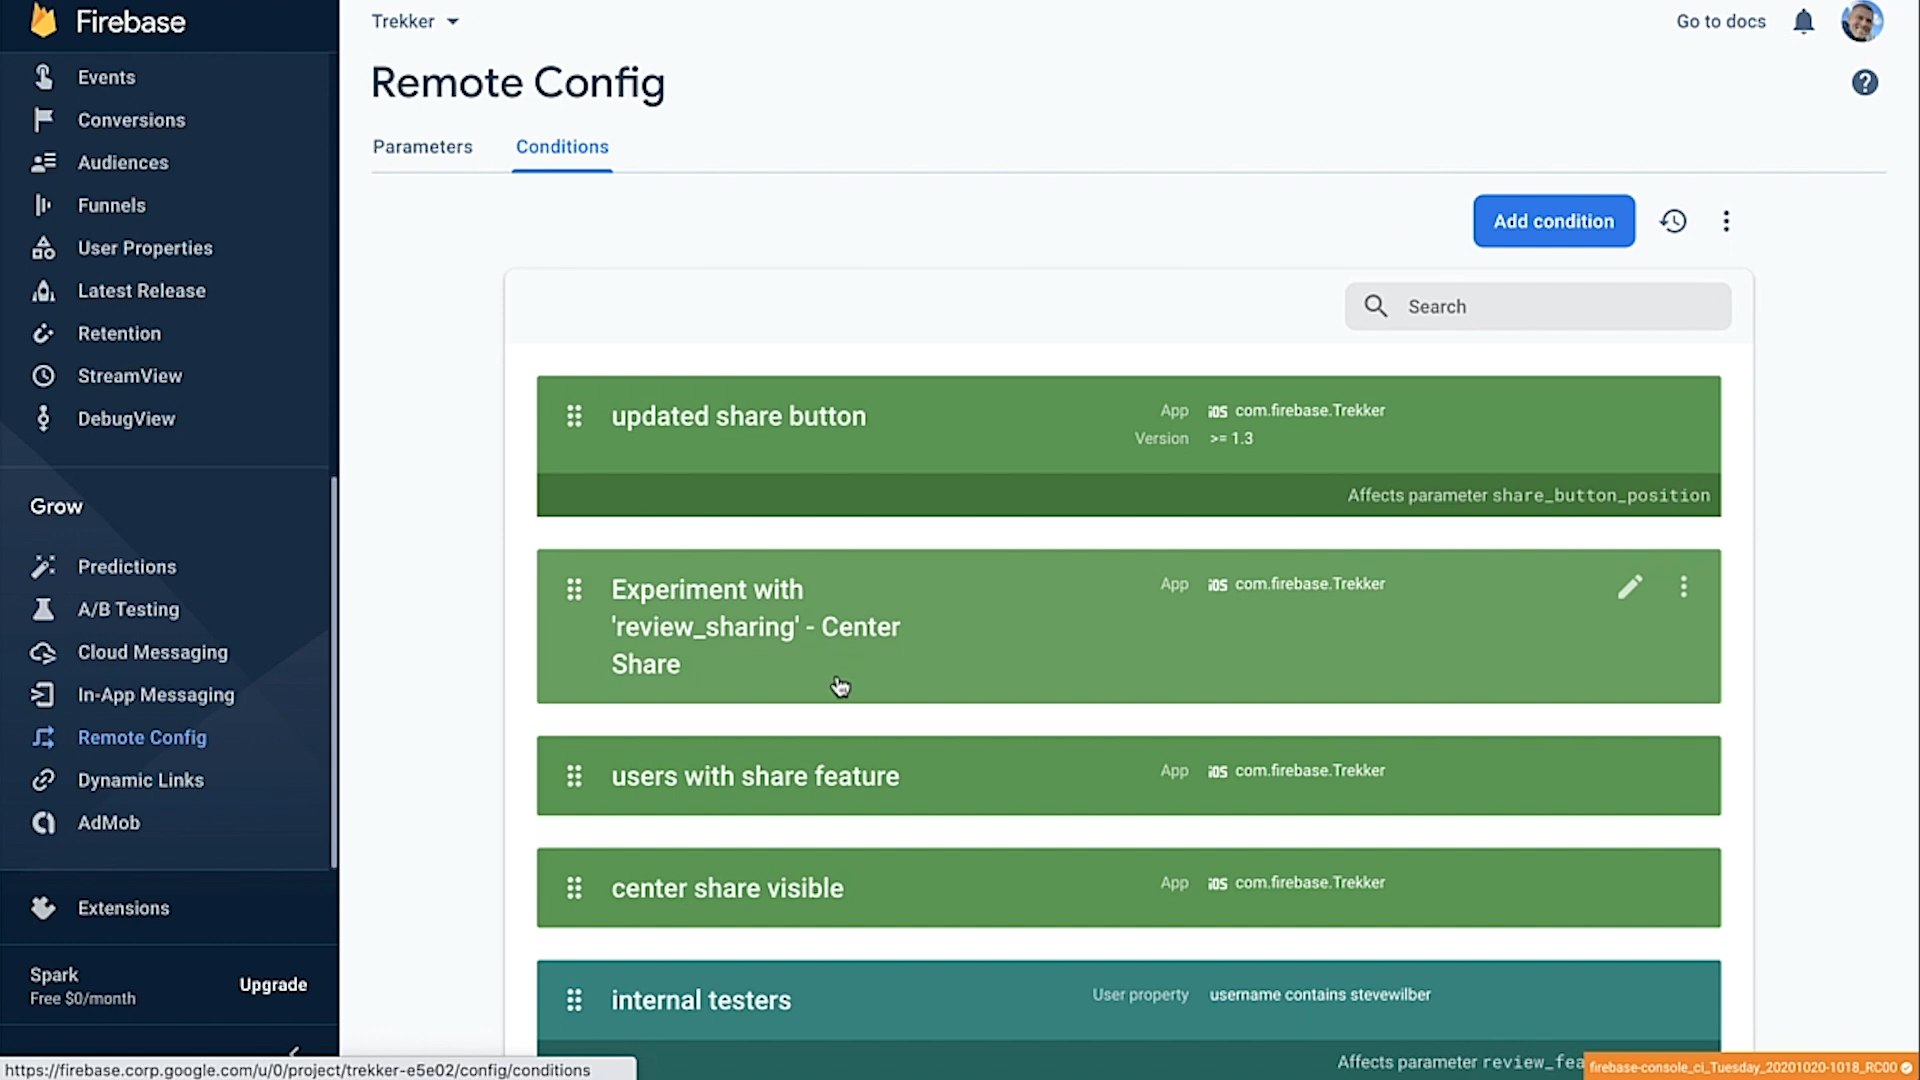 Firebase
Events
Conversions
Audiences
Funnels
User Properties
Latest Release
Retention
StreamView
DebugView
Grow
Predictions
A/B Testing
Cloud Messaging
In-App Messaging
Remote Config
Dynamic Links
AdMob
Extensions
Spark
Free $0/month
Upgrade
Trekker
Go to docs
Remote Config
Parameters
Conditions
Add condition
Search
updated share button
App iOS com.firebase.Trekker
Version >= 1.3
Affects parameter share_button_position
Experiment with
'review_sharing' - Center
Share
App iOS com.firebase.Trekker
users with share feature
App iOS com.firebase.Trekker
center share visible
App iOS com.firebase.Trekker
internal testers
User property username contains stevewilber
Affects parameter review_fea
https://firebase.corp.google.com/u/0/project/trekker-e5e02/config/conditions
firebase-console_ci_Tuesday_20201020-1018_RC00